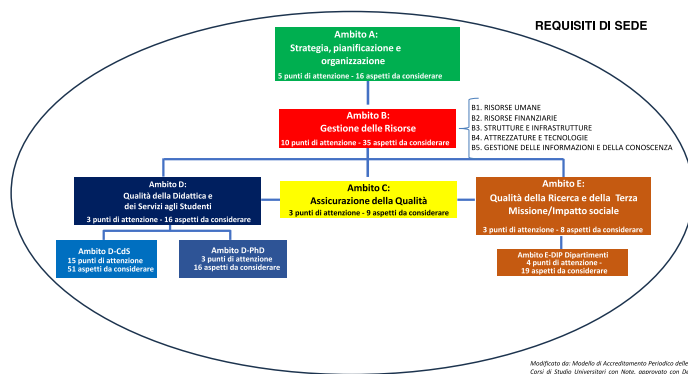 REQUISITI DI SEDE
Ambito A:
Strategia, pianificazione e
organizzazione
5 punti di attenzione - 16 aspetti da considerare
Ambito B:
Gestione delle Risorse
10 punti di attenzione - 35 aspetti da considerare
B1. RISORSE UMANE
B2. RISORSE FINANZIARIE
B3. STRUTTURE E INFRASTRUTTURE
B4. ATTREZZATURE E TECNOLOGIE
B5. GESTIONE DELLE INFORMAZIONI E DELLA CONOSCENZA
Ambito D:
Qualità della Didattica e
dei Servizi agli Studenti
3 punti di attenzione - 16 aspetti da considerare
Ambito C:
Assicurazione della Qualità
3 punti di attenzione - 9 aspetti da considerare
Ambito E:
Qualità della Ricerca e della Terza
Missione/Impatto sociale
3 punti di attenzione - 8 aspetti da considerare
Ambito D-CdS
15 punti di attenzione
51 aspetti da considerare
Ambito D-PhD
3 punti di attenzione
16 aspetti da considerare
Ambito E-DIP Dipartimenti
4 punti di attenzione -
19 aspetti da considerare
Modificato da: Modello di Accreditamento Periodico delle
Corsi di Studio Universitari con Note, approvato con De